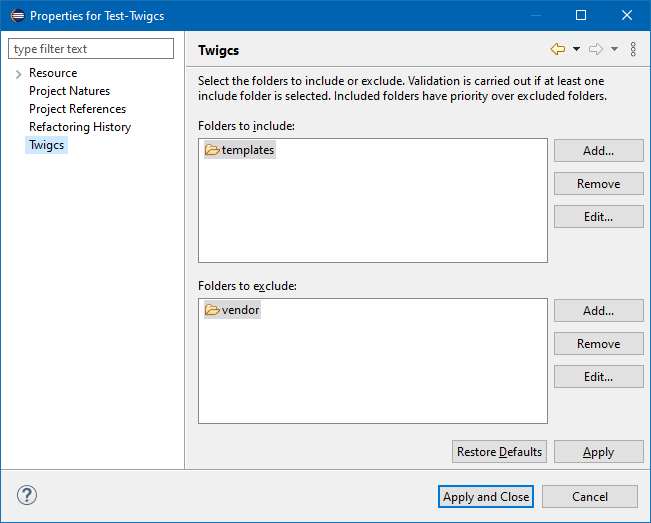 Properties for Test-Twigcs
type filter text
Resource
Project Natures
Project References
Refactoring History
Twigcs
Twigcs
Select the folders to include or exclude. Validation is carried out if at least one
include folder is selected. Included folders have priority over excluded folders.
Folders to include:
templates
Add...
Remove
Edit...
Folders to exclude:
vendor
Add...
Remove
Edit...
Restore Defaults
Apply
?
Apply and Close
Cancel